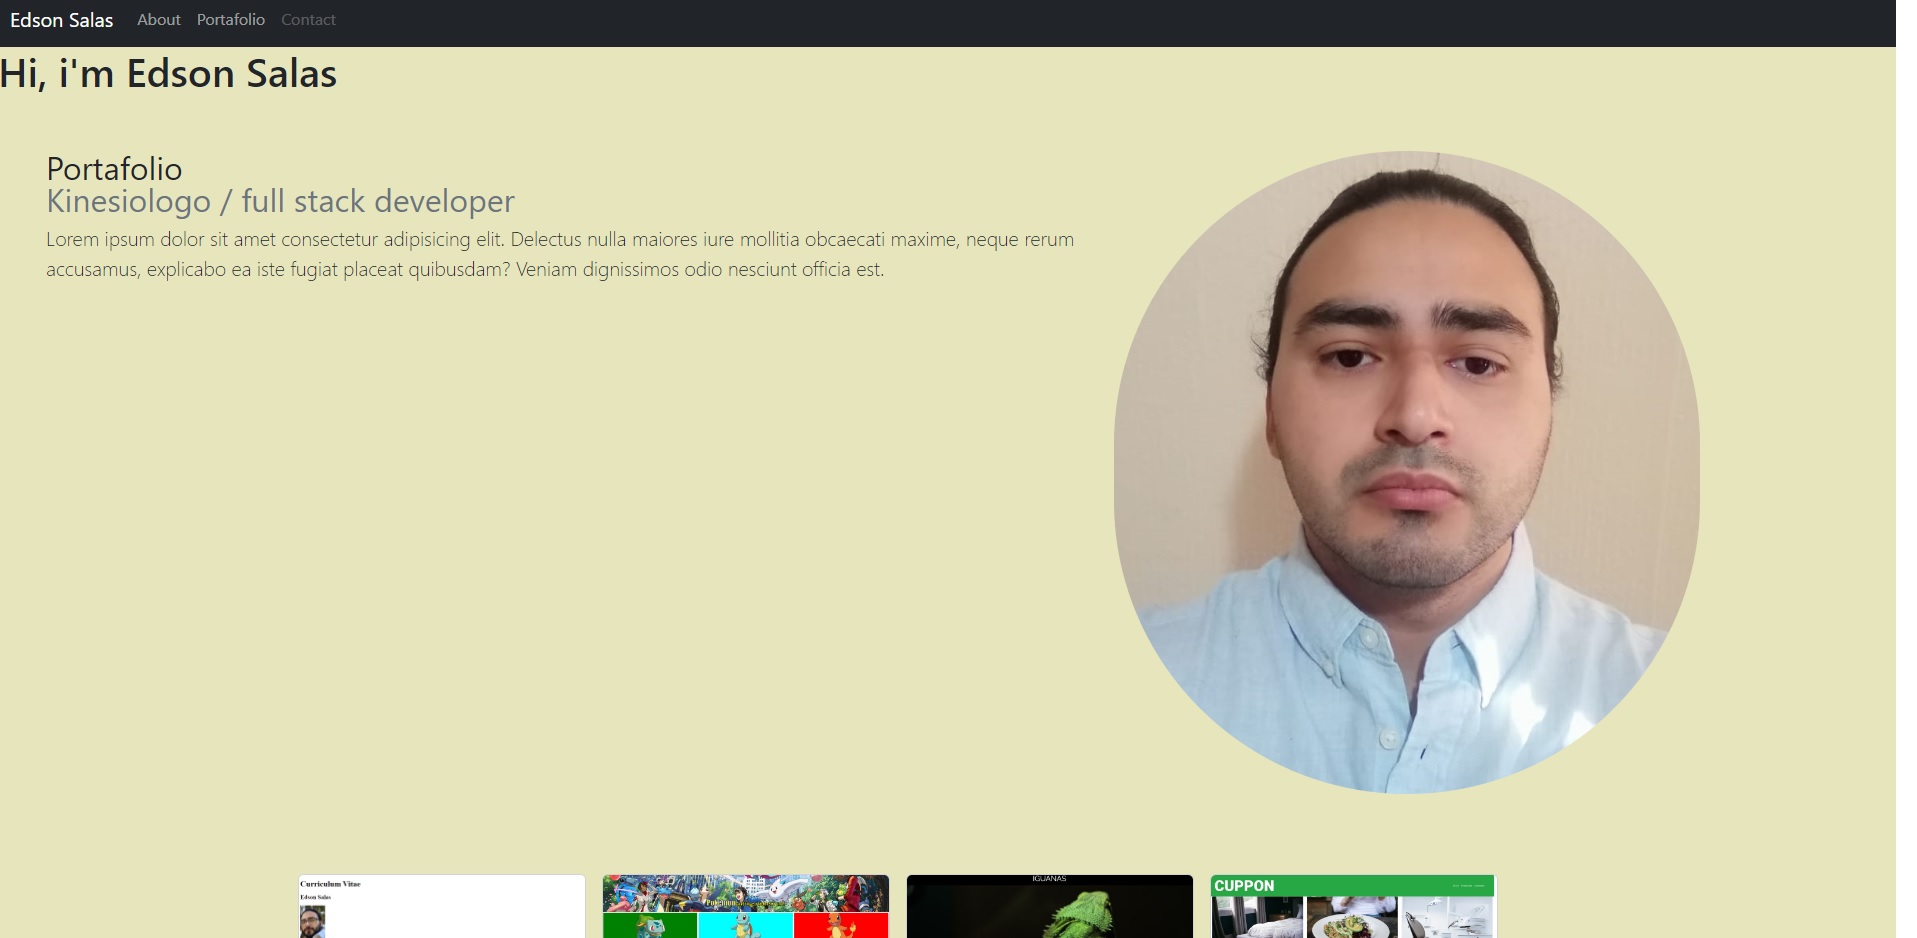 Edson Salas About Portafolio Contact
Hi, i'm Edson Salas
Portafolio
Kinesiologo / full stack developer
Lorem ipsum dolor sit amet consectetur adipisicing elit. Delectus nulla maiores iure mollitia obcaecati maxime, neque rerum
accusamus, explicabo ea iste fugiat placeat quibusdam? Veniam dignissimos odio nesciunt officia est.
Curriculum Vitae
Edson Salas
IGUANAS
CUPPON